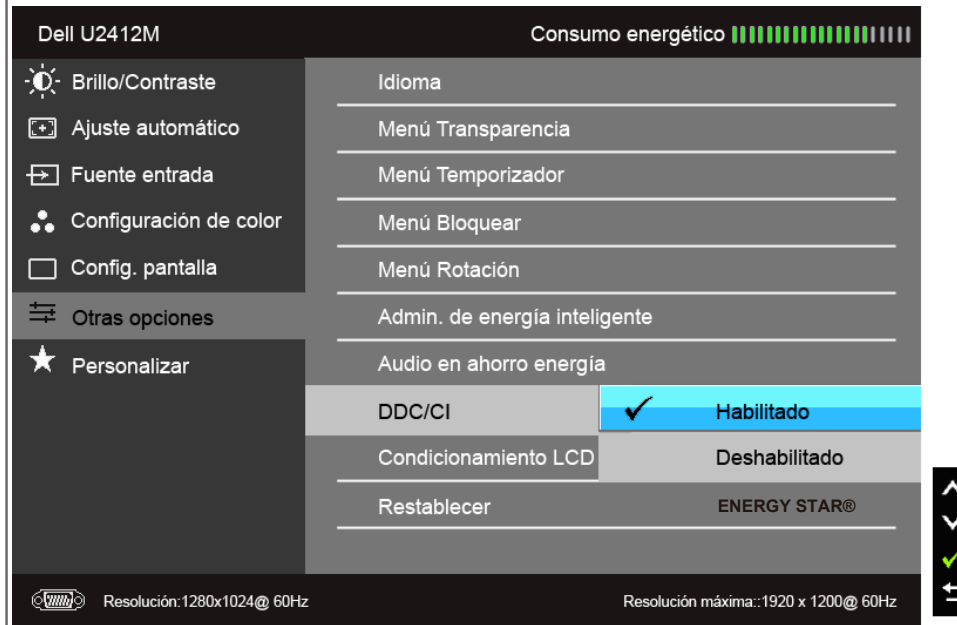 Dell U2412M
Consumo energético
Brillo/Contraste
Ajuste automático
Fuente entrada
Configuración de color
Config. pantalla
Otras opciones
Personalizar
Idioma
Menú Transparencia
Menú Temporizador
Menú Bloquear
Menú Rotación
Admin. de energía inteligente
Audio en ahorro energía
DDC/CI
Habilitado
Deshabilitado
Condicionamiento LCD
Restablecer
ENERGY STAR®
Resolución:1280x1024@ 60Hz
Resolución máxima::1920 x 1200@ 60Hz